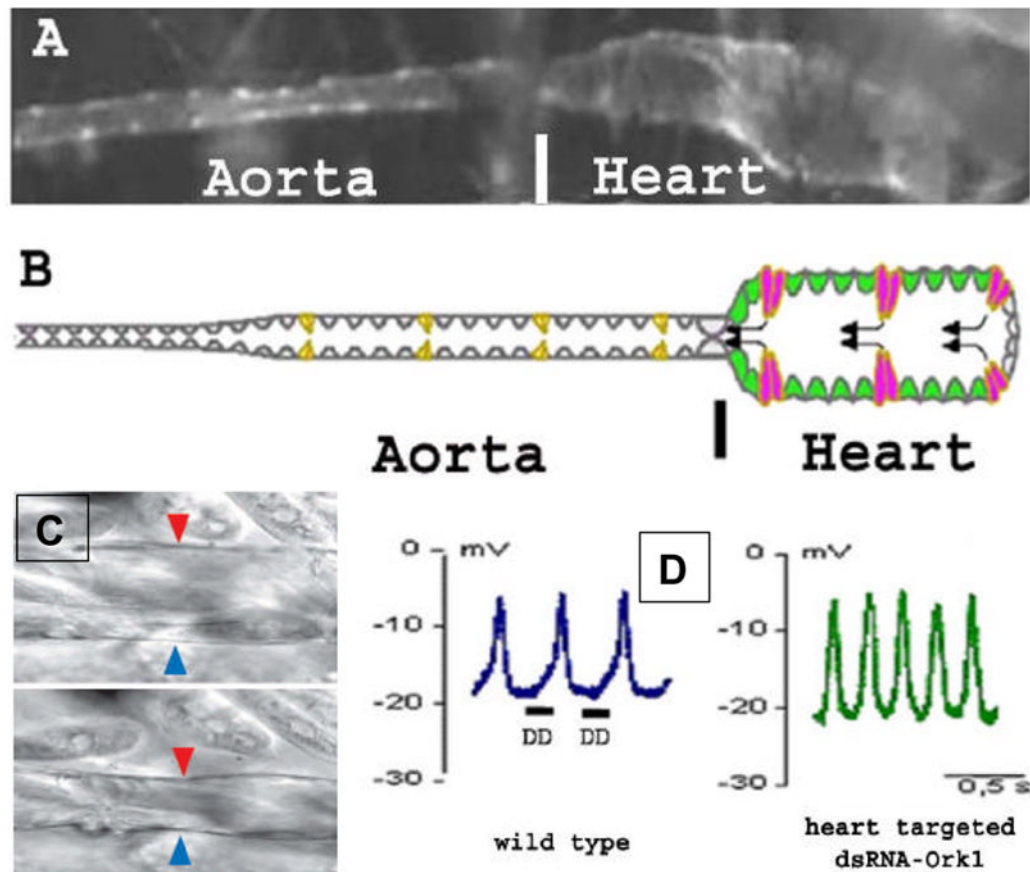 A
Aorta
Heart
B
Aorta
Heart
C
0
mV
-10
-20
-30
DD
DD
wild type
D
0
mV
-10
-20
-30
0,5 s
heart targeted
dsRNA-Ork1